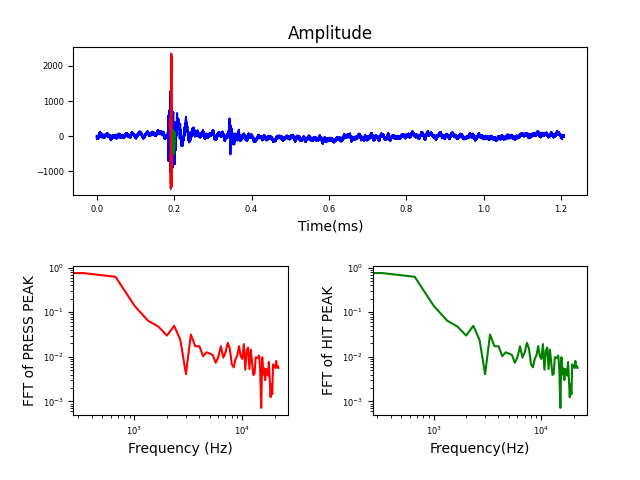 Amplitude
2000
1000
0
−1000
0.0 0.2 0.4 0.6 0.8 1.0 1.2
Time(ms)
FFT of PRESS PEAK
10⁰
10⁻¹
10⁻²
10⁻³
10³ 10⁴
Frequency (Hz)
FFT of HIT PEAK
10⁰
10⁻¹
10⁻²
10⁻³
10³ 10⁴
Frequency(Hz)